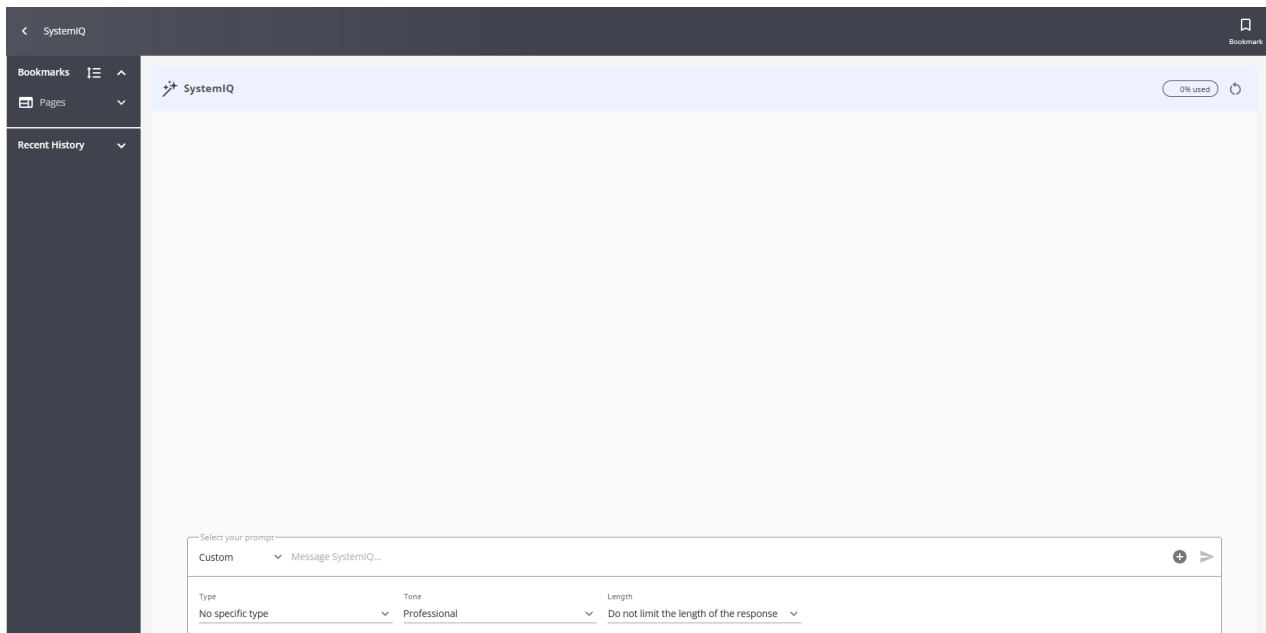 SystemIQ
Bookmark
Bookmarks
Pages
Recent History
SystemIQ
0% used
Select your prompt
Custom
Message SystemIQ...
Type
Tone
Length
No specific type
Professional
Do not limit the length of the response